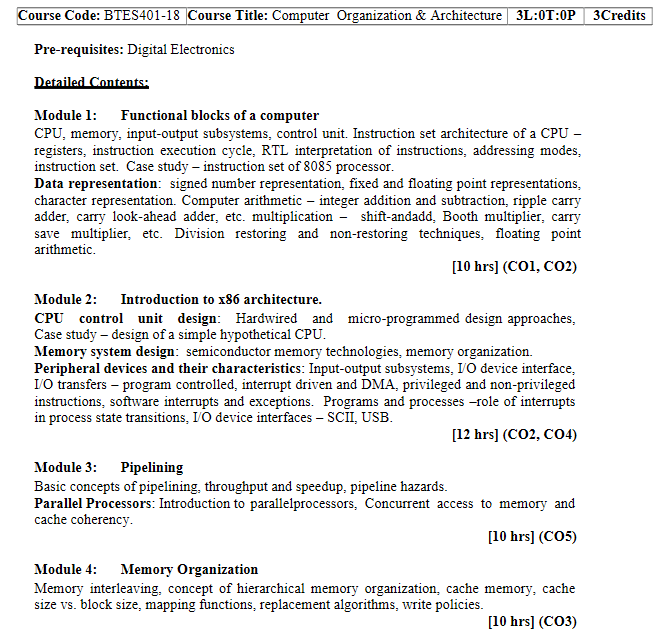 Course Code: BTES401-18 Course Title: Computer Organization & Architecture 3L:0T:0P 3Credits
Pre-requisites: Digital Electronics
Detailed Contents:
Module 1: Functional blocks of a computer
CPU, memory, input-output subsystems, control unit. Instruction set architecture of a CPU –
registers, instruction execution cycle, RTL interpretation of instructions, addressing modes,
instruction set. Case study – instruction set of 8085 processor.
Data representation: signed number representation, fixed and floating point representations,
character representation. Computer arithmetic – integer addition and subtraction, ripple carry
adder, carry look-ahead adder, etc. multiplication – shift-andadd, Booth multiplier, carry
save multiplier, etc. Division restoring and non-restoring techniques, floating point
arithmetic.
[10 hrs] (CO1, CO2)
Module 2: Introduction to x86 architecture.
CPU control unit design: Hardwired and micro-programmed design approaches,
Case study – design of a simple hypothetical CPU.
Memory system design: semiconductor memory technologies, memory organization.
Peripheral devices and their characteristics: Input-output subsystems, I/O device interface,
I/O transfers – program controlled, interrupt driven and DMA, privileged and non-privileged
instructions, software interrupts and exceptions. Programs and processes –role of interrupts
in process state transitions, I/O device interfaces – SCII, USB.
[12 hrs] (CO2, CO4)
Module 3: Pipelining
Basic concepts of pipelining, throughput and speedup, pipeline hazards.
Parallel Processors: Introduction to parallelprocessors, Concurrent access to memory and
cache coherency.
[10 hrs] (CO5)
Module 4: Memory Organization
Memory interleaving, concept of hierarchical memory organization, cache memory, cache
size vs. block size, mapping functions, replacement algorithms, write policies.
[10 hrs] (CO3)